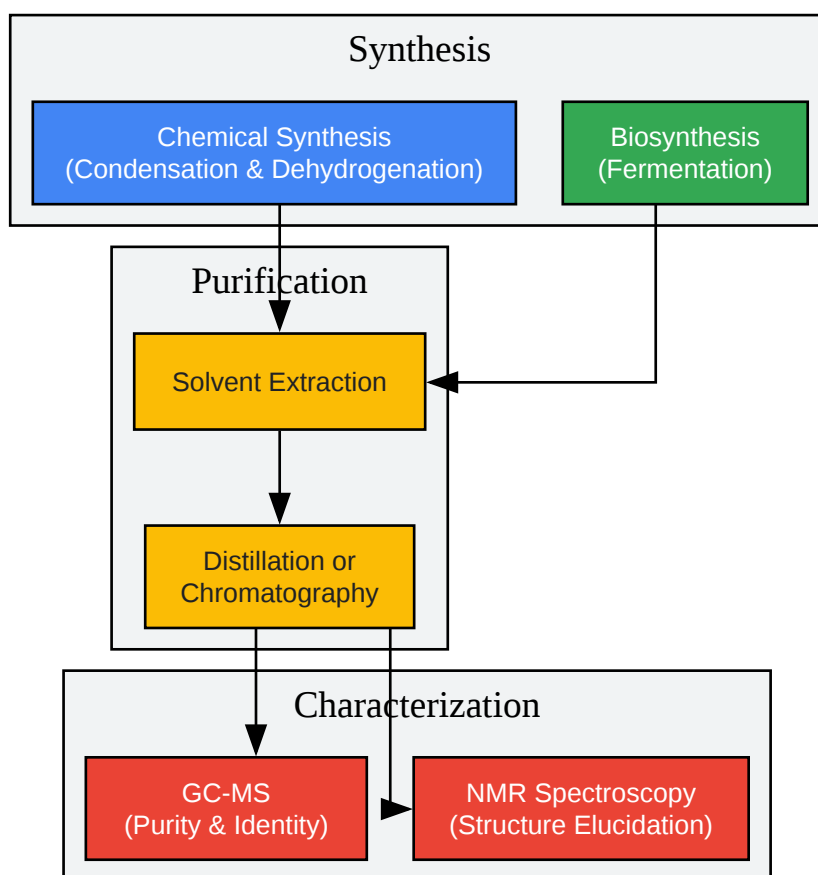 Synthesis
Chemical Synthesis
(Condensation & Dehydrogenation)
Biosynthesis
(Fermentation)
Purification
Solvent Extraction
Distillation or
Chromatography
Characterization
GC-MS
(Purity & Identity)
NMR Spectroscopy
(Structure Elucidation)